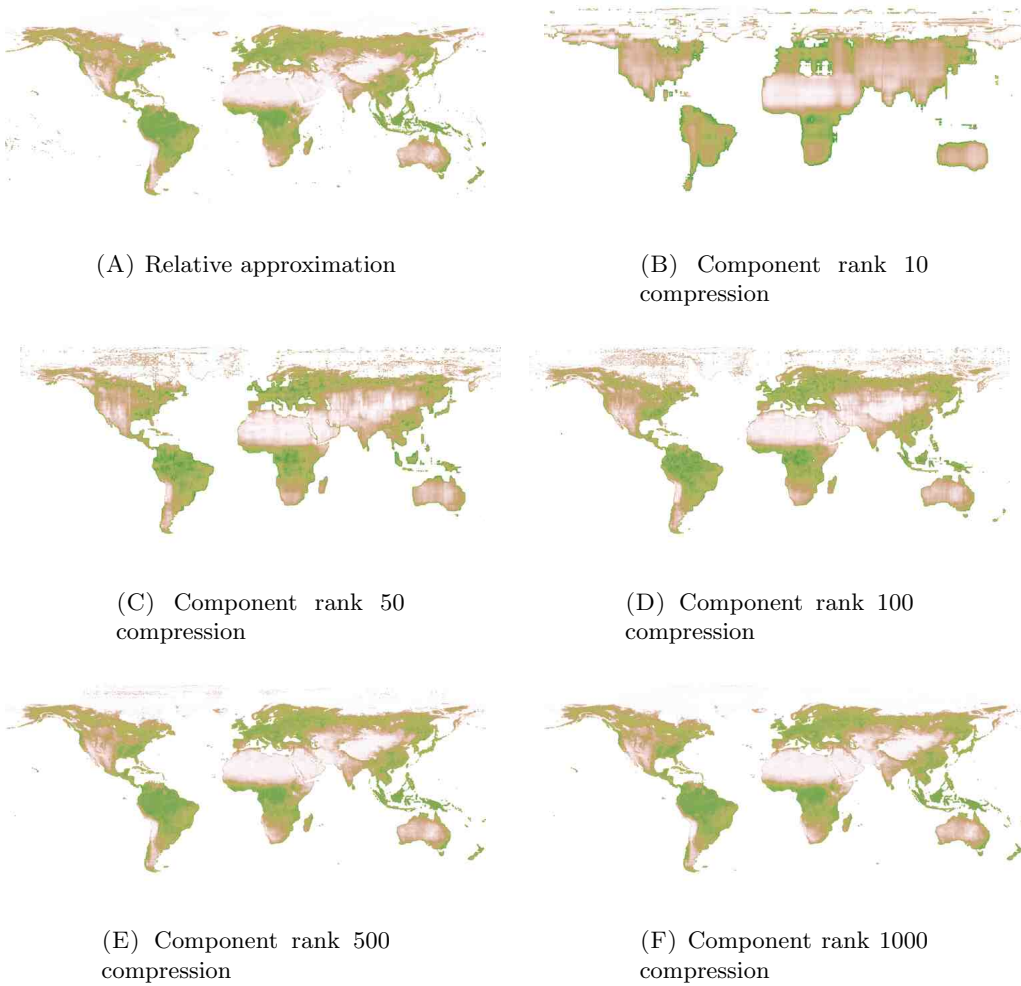 (A) Relative approximation
(B) Component rank 10
compression
(C) Component rank 50
compression
(D) Component rank 100
compression
(E) Component rank 500
compression
(F) Component rank 1000
compression